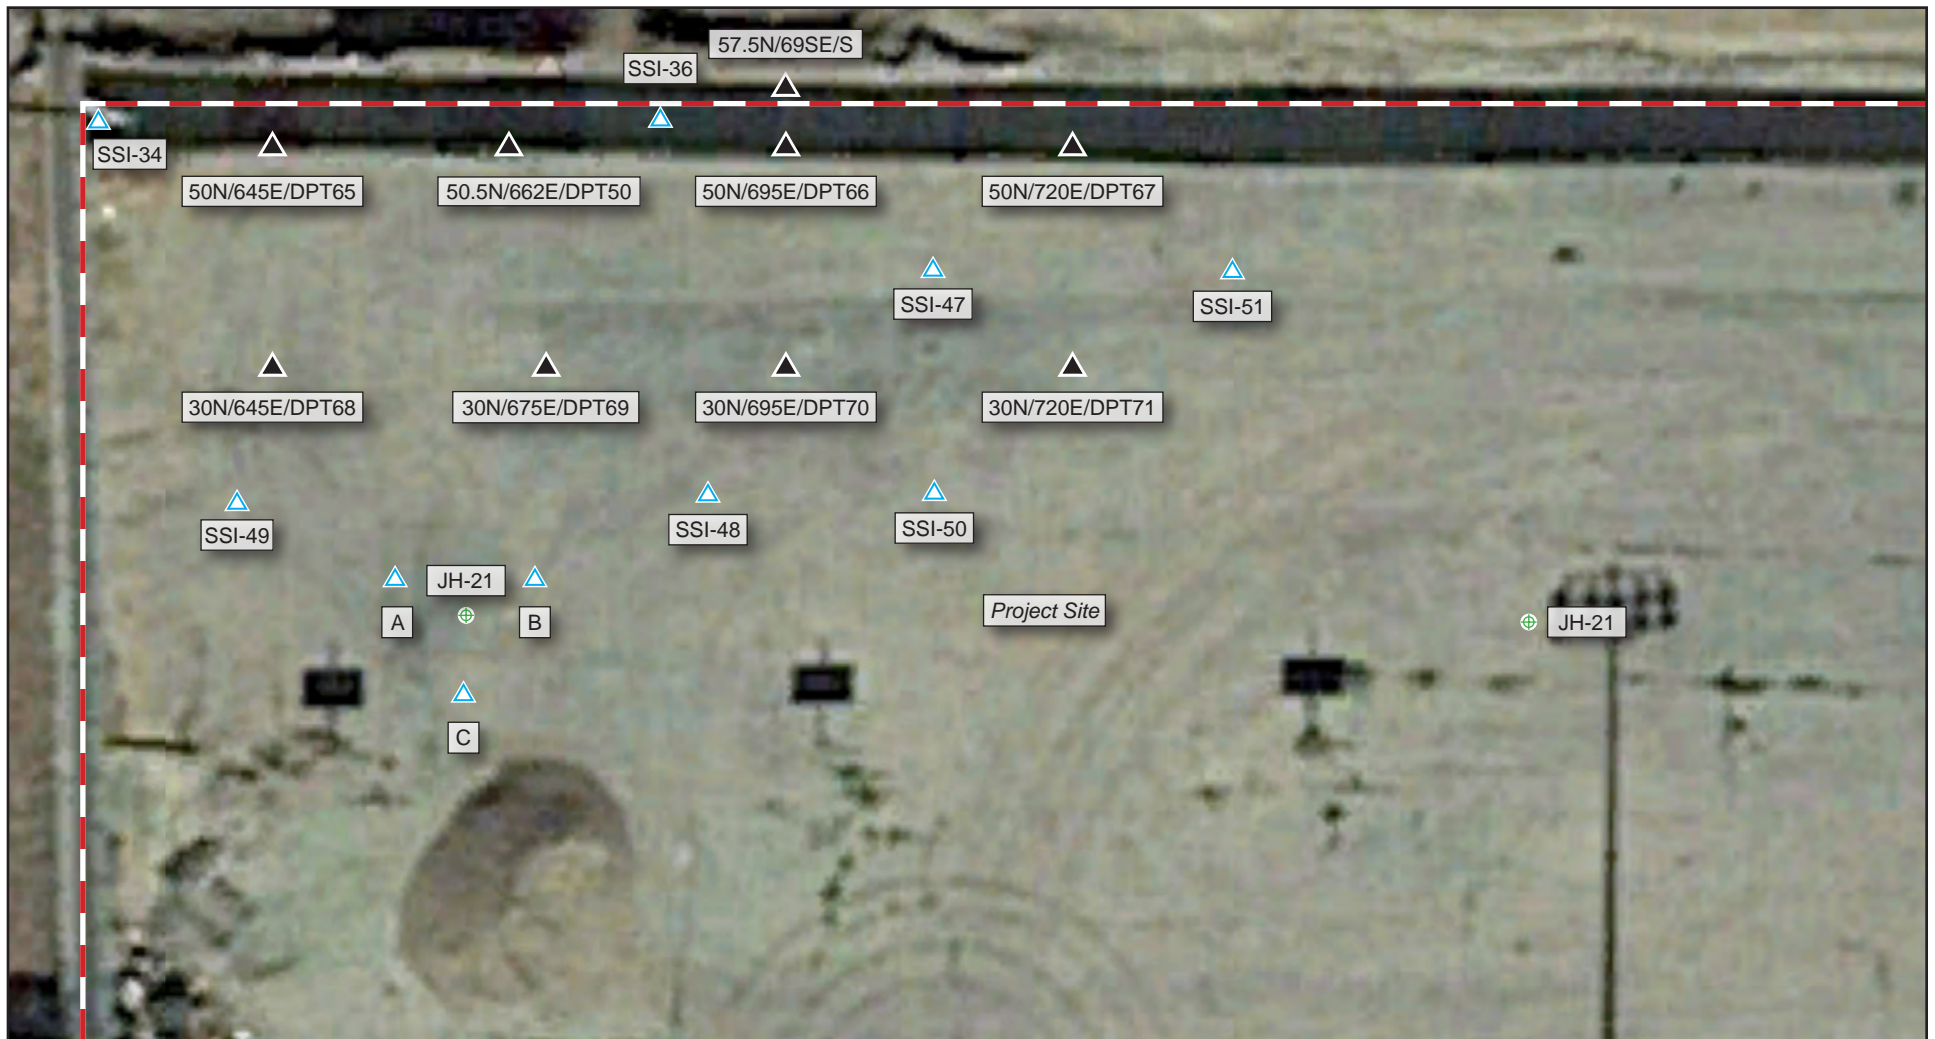 57.5N/69SE/S
SSI-36
SSI-34
50N/645E/DPT65
50.5N/662E/DPT50
50N/695E/DPT66
50N/720E/DPT67
SSI-47
SSI-51
30N/645E/DPT68
30N/675E/DPT69
30N/695E/DPT70
30N/720E/DPT71
SSI-49
SSI-48
SSI-50
JH-21
A
B
Project Site
JH-21
C